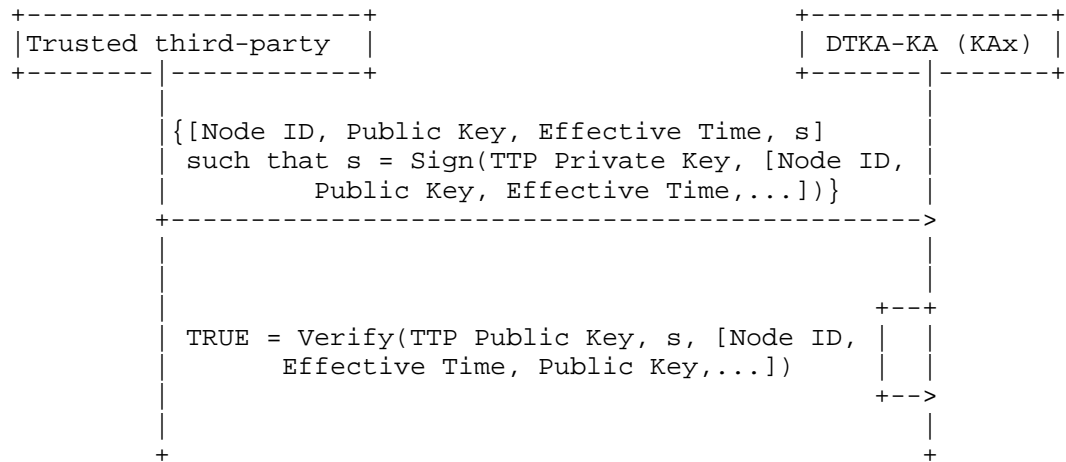 Trusted third-party
DTKA-KA (KAx)
{[Node ID, Public Key, Effective Time, s]
such that s = Sign(TTP Private Key, [Node ID,
Public Key, Effective Time,...])}
TRUE = Verify(TTP Public Key, s, [Node ID,
Effective Time, Public Key,...])